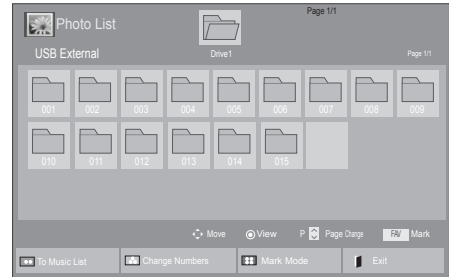 Photo List
Page 1/1
USB External
Drive1
Page 1/1
001 002 003 004 005 006 007 008 009
010 011 012 013 014 015
Move View P Page Change FAV Mark
To Music List Change Numbers Mark Mode Exit